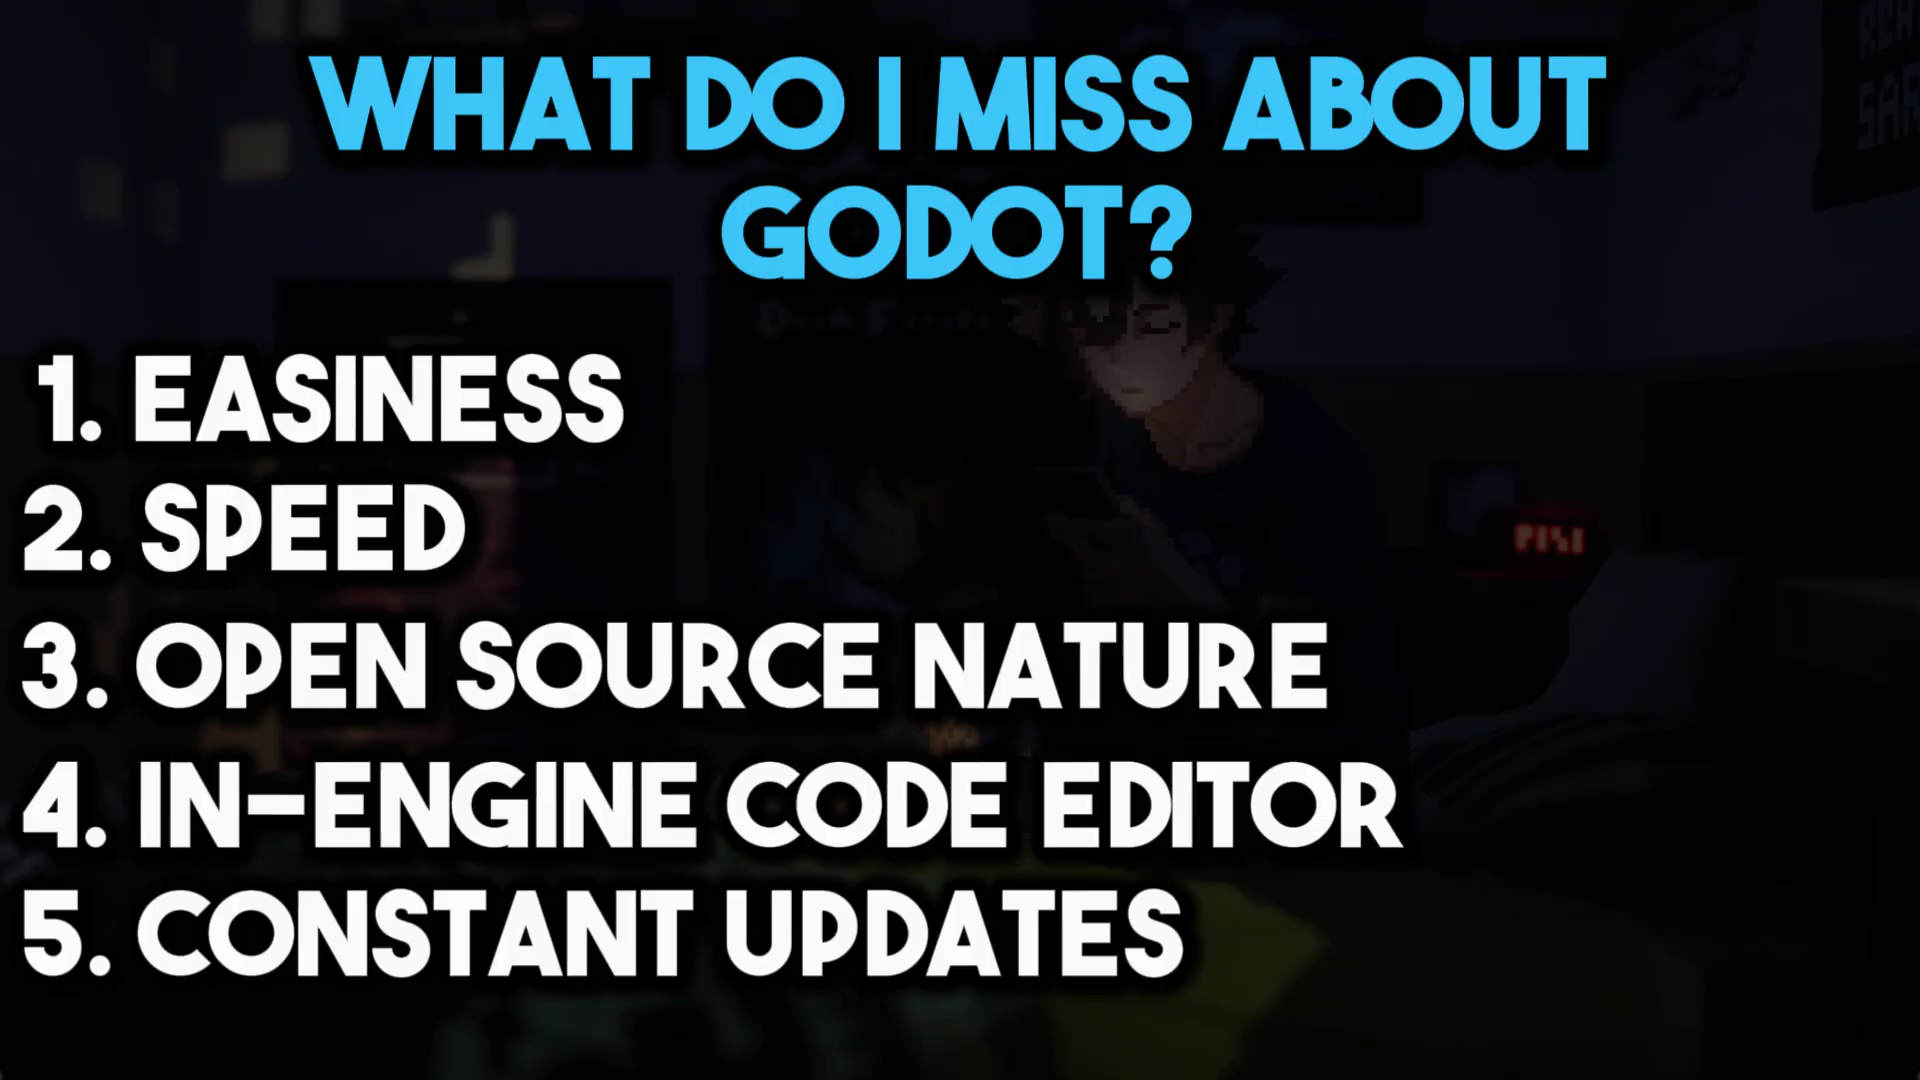 WHAT DO I MISS ABOUT
GODOT?
1. EASINESS
2. SPEED
3. OPEN SOURCE NATURE
4. IN-ENGINE CODE EDITOR
5. CONSTANT UPDATES